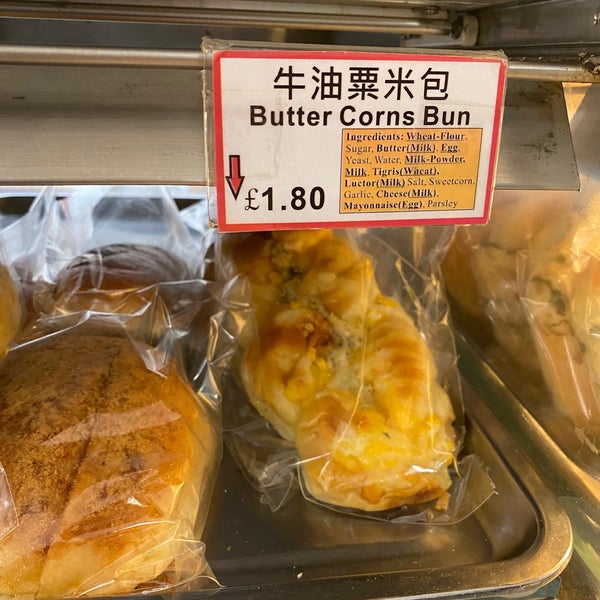 牛油粟米包
Butter Corns Bun
Ingredients: Wheat-Flour,
Sugar, Butter(Milk), Egg,
Yeast, Water, Milk-Powder,
Milk, Tigris(Wheat),
Luctor(Milk) Salt, Sweetcorn,
Garlic, Cheese(Milk),
Mayonnaise(Egg), Parsley
£1.80